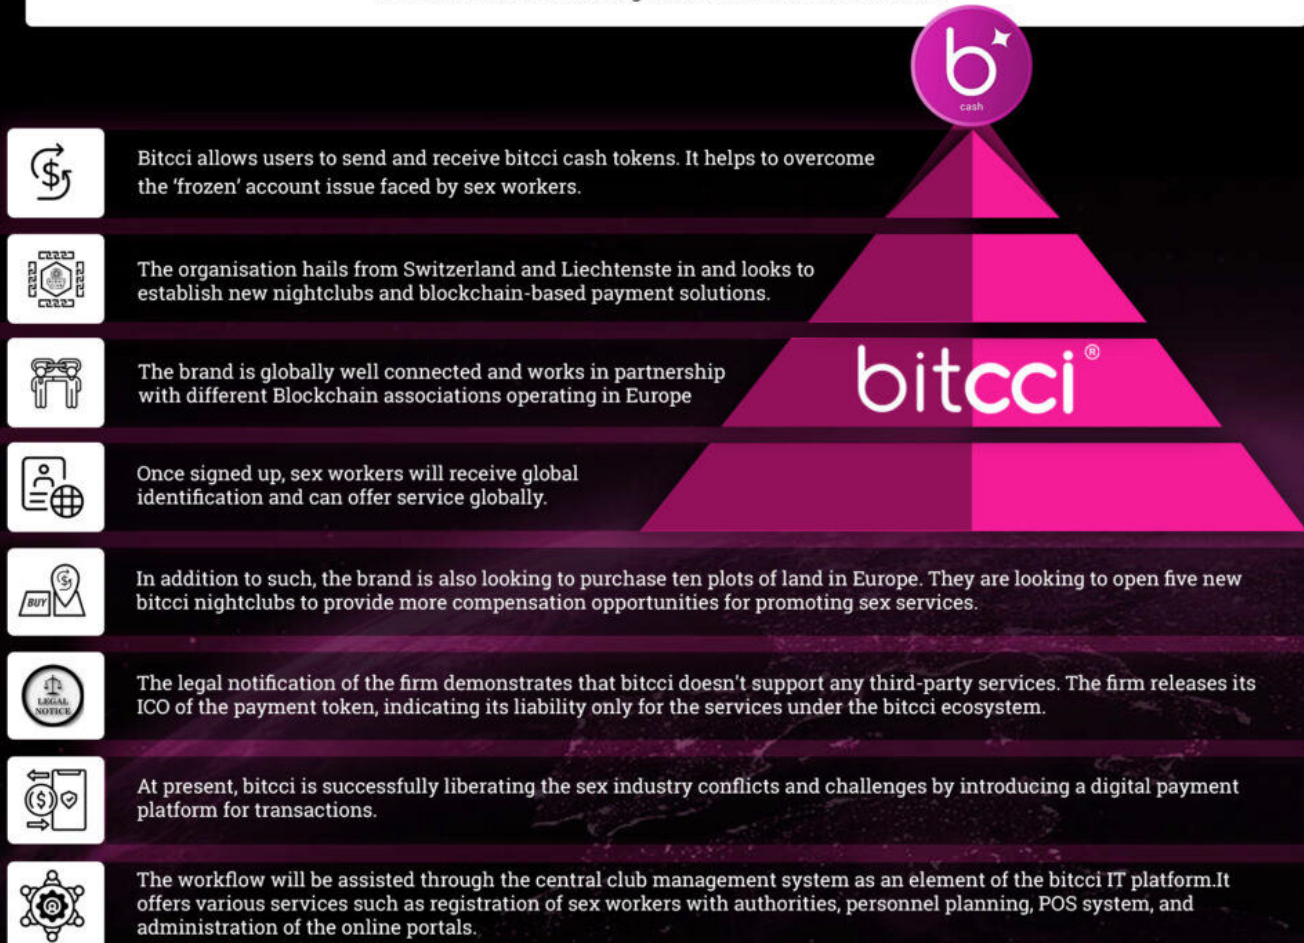 b
cash
Bitcci allows users to send and receive bitcci cash tokens. It helps to overcome
the ‘frozen’ account issue faced by sex workers.
The organisation hails from Switzerland and Liechtenste in and looks to
establish new nightclubs and blockchain-based payment solutions.
The brand is globally well connected and works in partnership
with different Blockchain associations operating in Europe
bitcci®
Once signed up, sex workers will receive global
identification and can offer service globally.
BUY
In addition to such, the brand is also looking to purchase ten plots of land in Europe. They are looking to open five new
bitcci nightclubs to provide more compensation opportunities for promoting sex services.
LEGAL
NOTICE
The legal notification of the firm demonstrates that bitcci doesn't support any third-party services. The firm releases its
ICO of the payment token, indicating its liability only for the services under the bitcci ecosystem.
At present, bitcci is successfully liberating the sex industry conflicts and challenges by introducing a digital payment
platform for transactions.
The workflow will be assisted through the central club management system as an element of the bitcci IT platform.It
offers various services such as registration of sex workers with authorities, personnel planning, POS system, and
administration of the online portals.